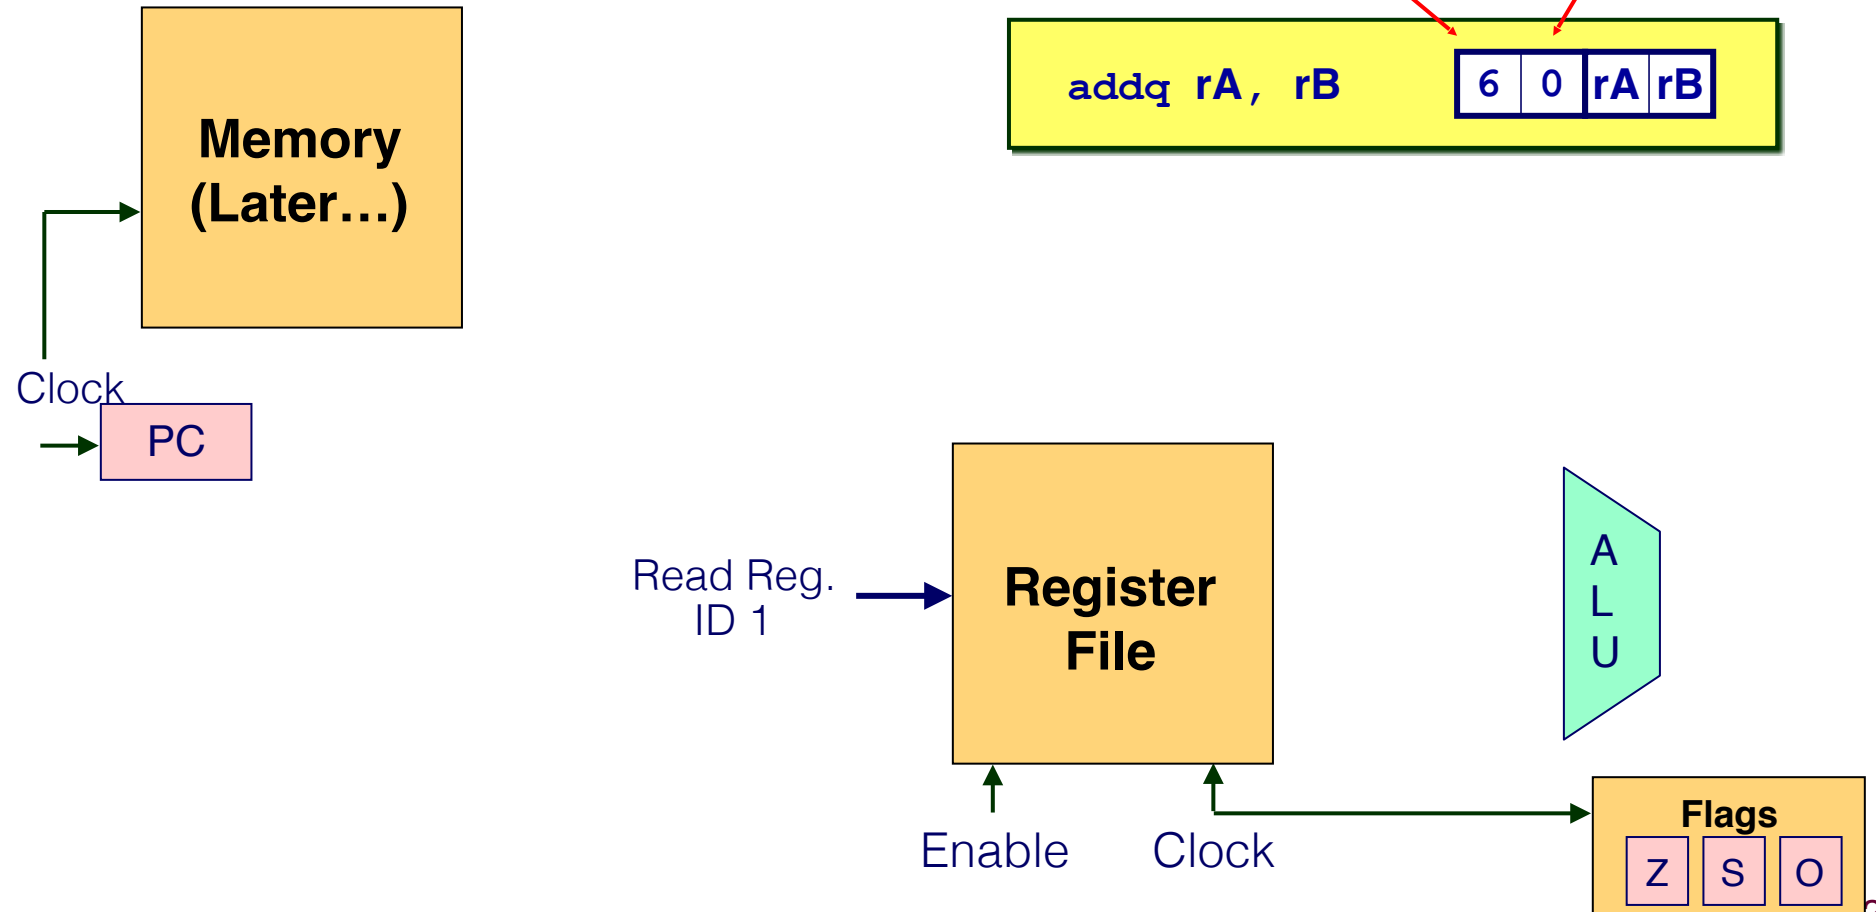 Memory
(Later…)
addq rA, rB
6 0 rA rB
Clock
PC
Read Reg.
ID 1
Register
File
A
L
U
Enable
Clock
Flags
Z S O